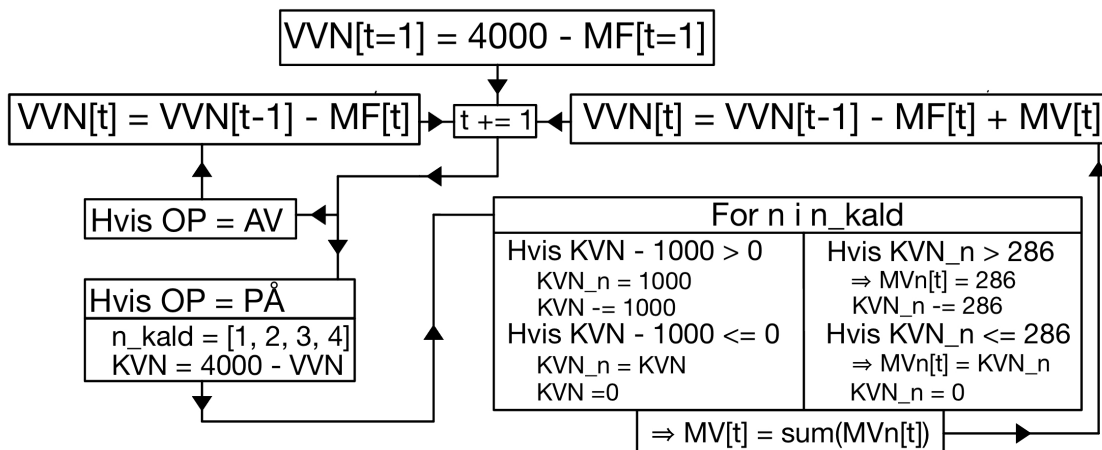 VVN[t=1] = 4000 - MF[t=1]
VVN[t] = VVN[t-1] - MF[t]
t += 1
VVN[t] = VVN[t-1] - MF[t] + MV[t]
Hvis OP = AV
Hvis OP = PÅ
n_kald = [1, 2, 3, 4]
KVN = 4000 - VVN
For n i n_kald
Hvis KVN - 1000 > 0
KVN_n = 1000
KVN -= 1000
Hvis KVN - 1000 <= 0
KVN_n = KVN
KVN =0
Hvis KVN_n > 286
⇒ MVn[t] = 286
KVN_n -= 286
Hvis KVN_n <= 286
⇒ MVn[t] = KVN_n
KVN_n = 0
⇒ MV[t] = sum(MVn[t])